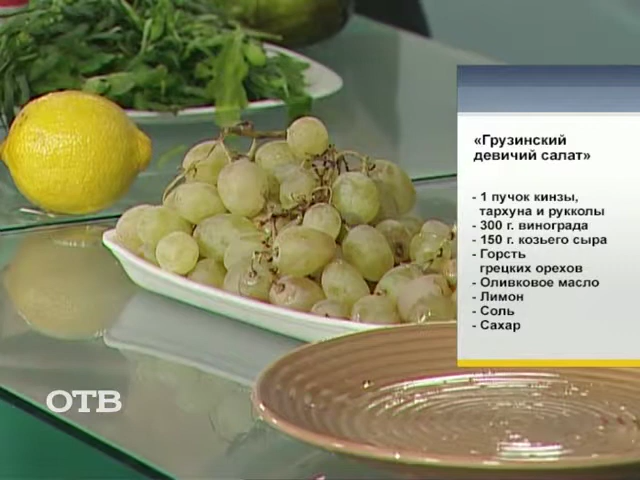 «Грузинский
девичий салат»
- 1 пучок кинзы,
тархуна и рукколы
- 300 г. винограда
- 150 г. козьего сыра
- Горсть
грецких орехов
- Оливковое масло
- Лимон
- Соль
- Сахар
ОТВ